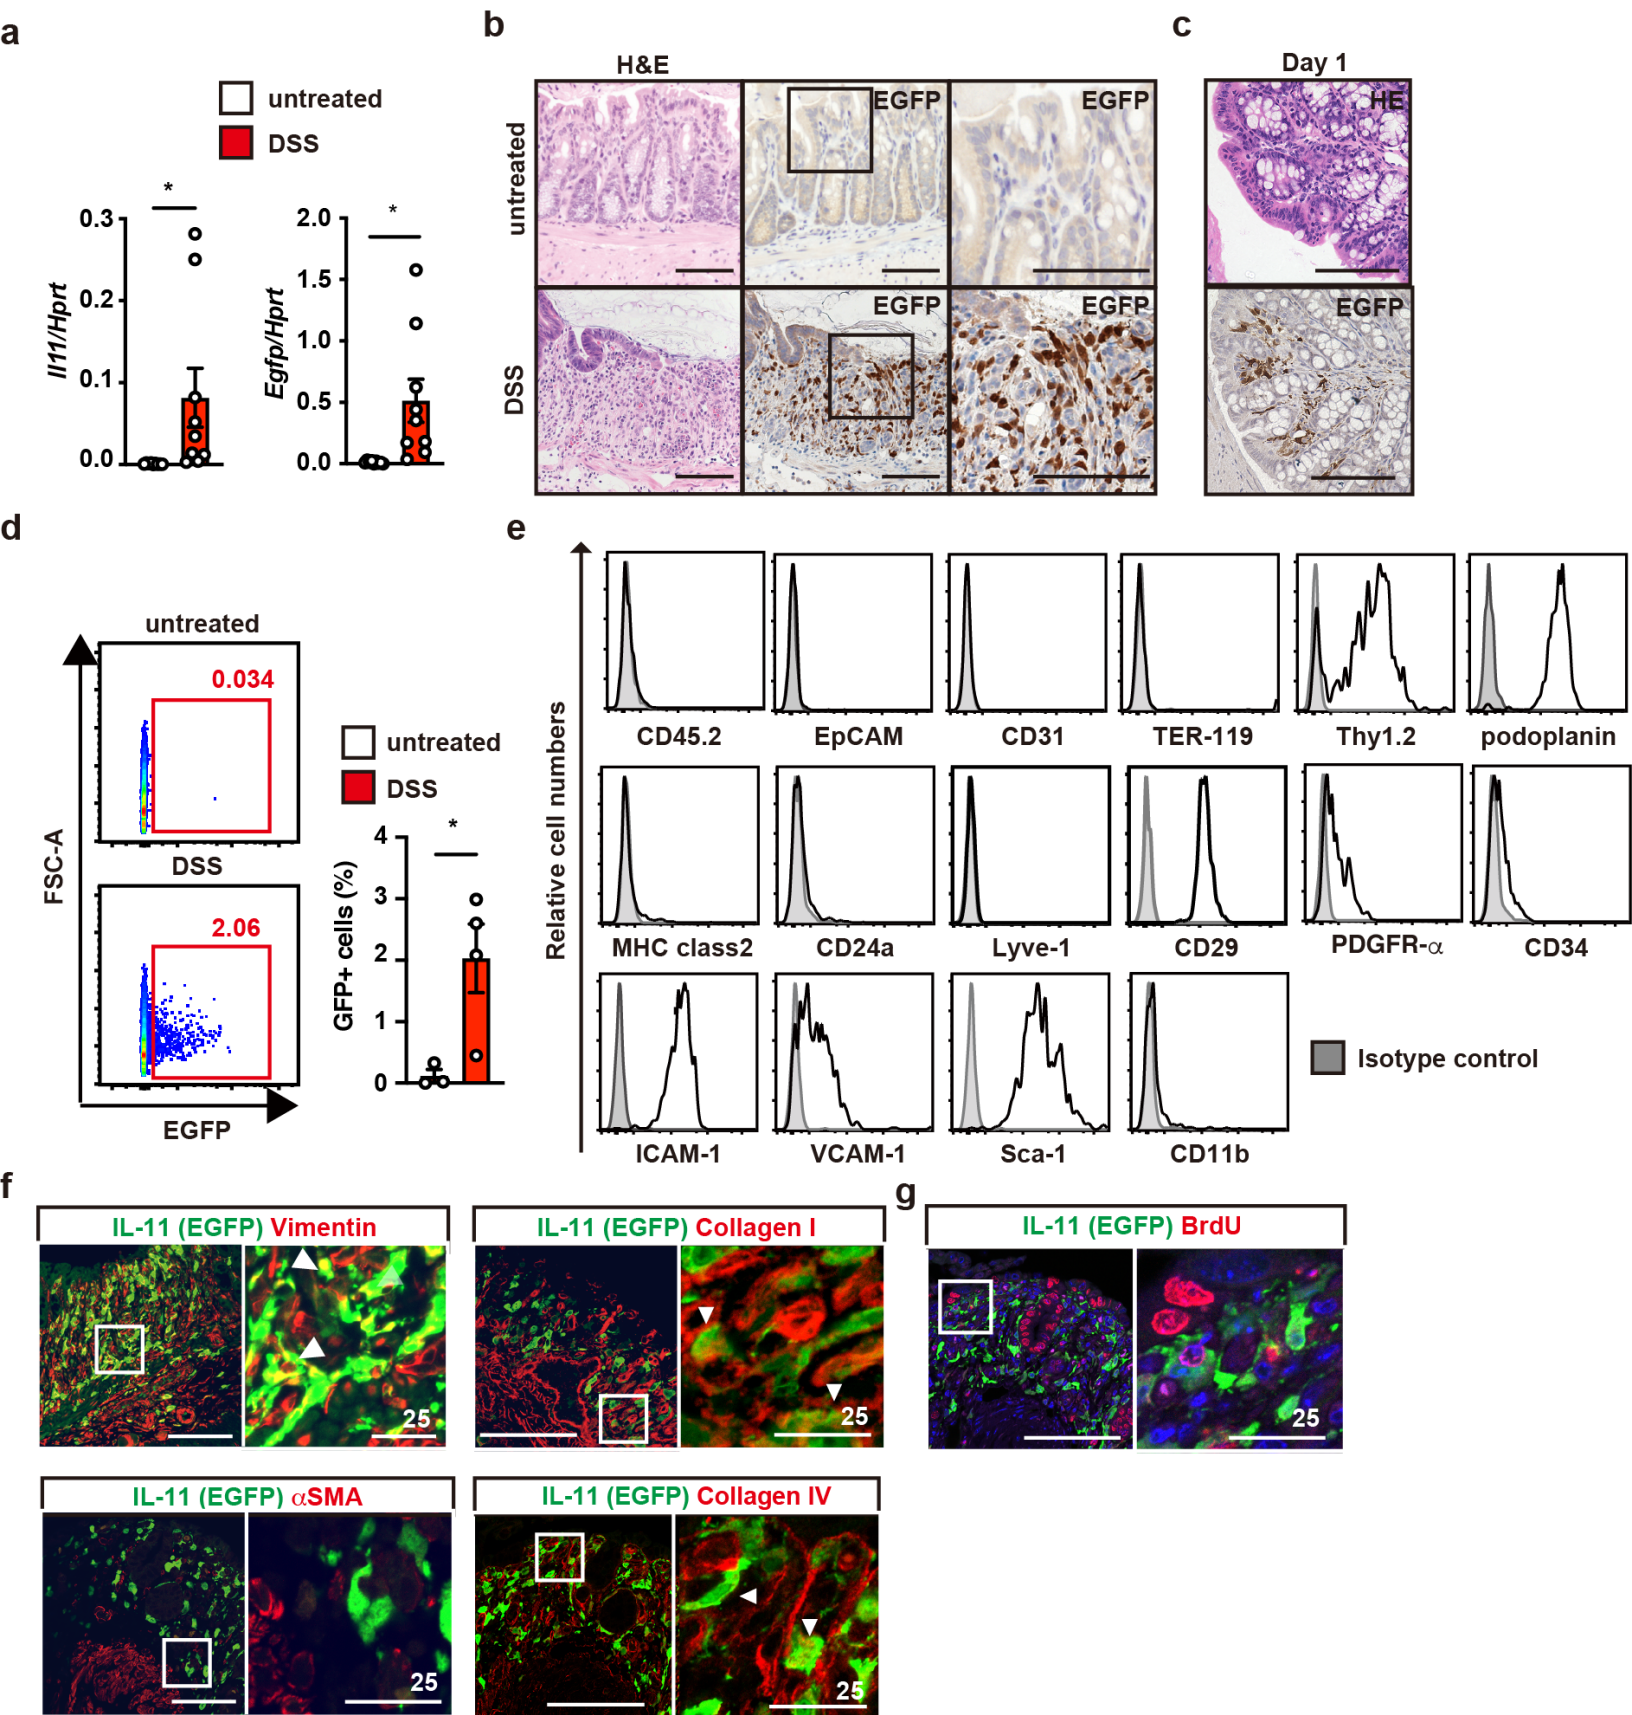 a
untreated
DSS
*
0.3
0.2
0.1
0.0
Il11/Hprt
*
2.0
1.5
1.0
0.5
0.0
Egfp/Hprt
b
H&E
untreated
EGFP
EGFP
DSS
EGFP
EGFP
c
Day 1
HE
EGFP
d
untreated
0.034
DSS
2.06
FSC-A
EGFP
untreated
DSS
*
4
3
2
1
0
GFP+ cells (%)
e
Relative cell numbers
CD45.2
EpCAM
CD31
TER-119
Thy1.2
podoplanin
MHC class2
CD24a
Lyve-1
CD29
PDGFR-α
CD34
ICAM-1
VCAM-1
Sca-1
CD11b
Isotype control
f
IL-11 (EGFP) Vimentin
25
IL-11 (EGFP) Collagen I
25
IL-11 (EGFP) αSMA
25
IL-11 (EGFP) Collagen IV
25
g
IL-11 (EGFP) BrdU
25